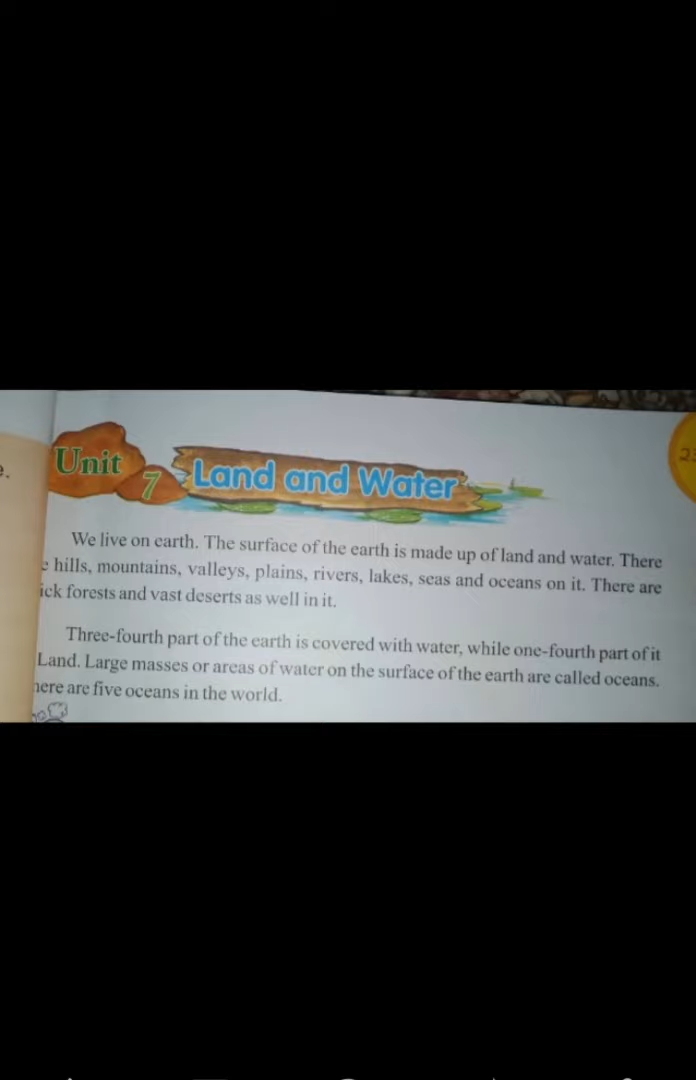 Unit 7 Land and Water
We live on earth. The surface of the earth is made up of land and water. There
e hills, mountains, valleys, plains, rivers, lakes, seas and oceans on it. There are
ick forests and vast deserts as well in it.
Three-fourth part of the earth is covered with water, while one-fourth part of it
Land. Large masses or areas of water on the surface of the earth are called oceans.
here are five oceans in the world.